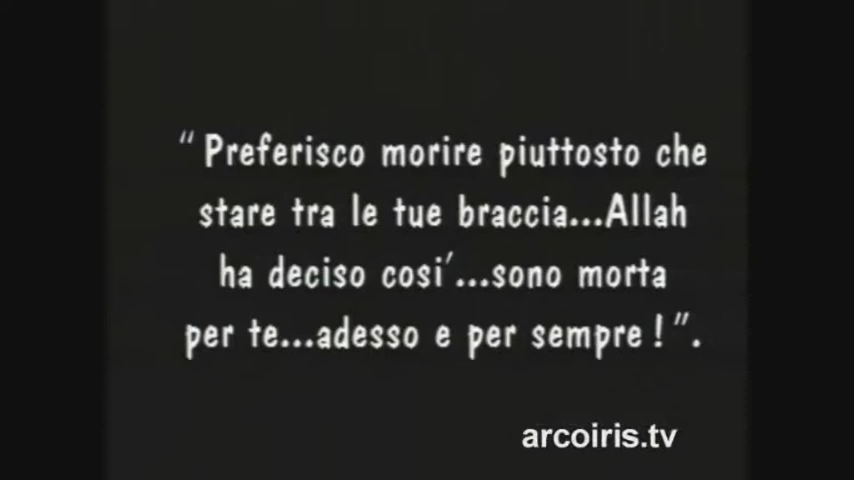 “Preferisco morire piuttosto che
stare tra le tue braccia...Allah
ha deciso cosi´...sono morta
per te...adesso e per sempre!”.
arcoiris.tv